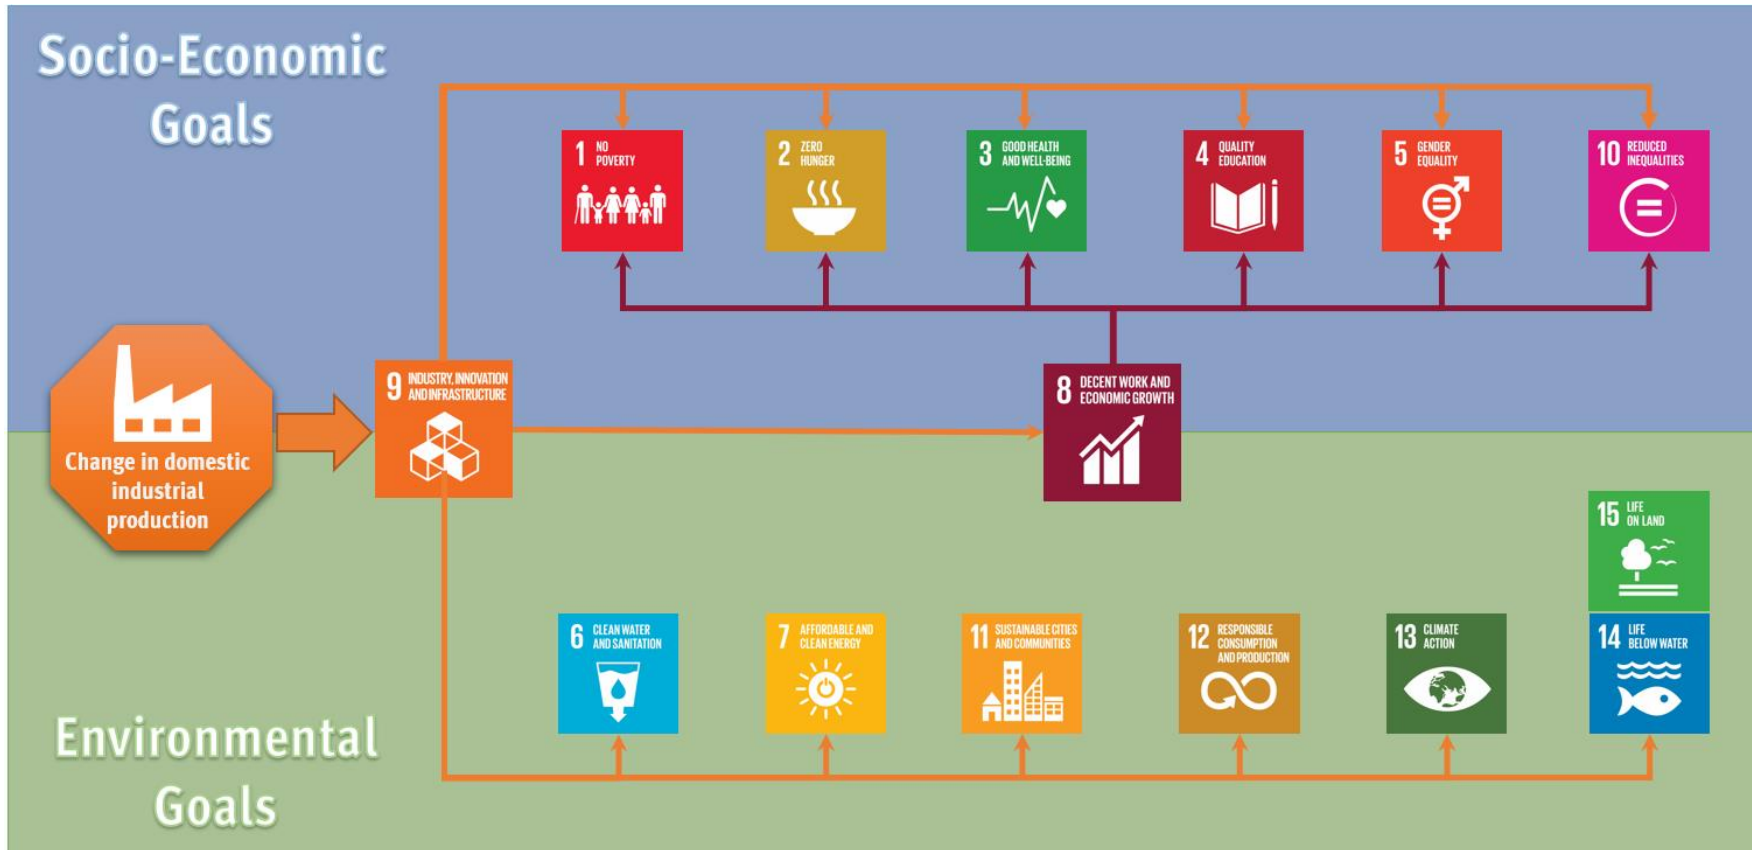 Socio-Economic
Goals
1 NO
POVERTY
2 ZERO
HUNGER
3 GOOD HEALTH
AND WELL-BEING
4 QUALITY
EDUCATION
5 GENDER
EQUALITY
10 REDUCED
INEQUALITIES
Change in domestic
industrial
production
9 INDUSTRY, INNOVATION
AND INFRASTRUCTURE
8 DECENT WORK AND
ECONOMIC GROWTH
15 LIFE
ON LAND
6 CLEAN WATER
AND SANITATION
7 AFFORDABLE AND
CLEAN ENERGY
11 SUSTAINABLE CITIES
AND COMMUNITIES
12 RESPONSIBLE
CONSUMPTION
AND PRODUCTION
13 CLIMATE
ACTION
14 LIFE
BELOW WATER
Environmental
Goals